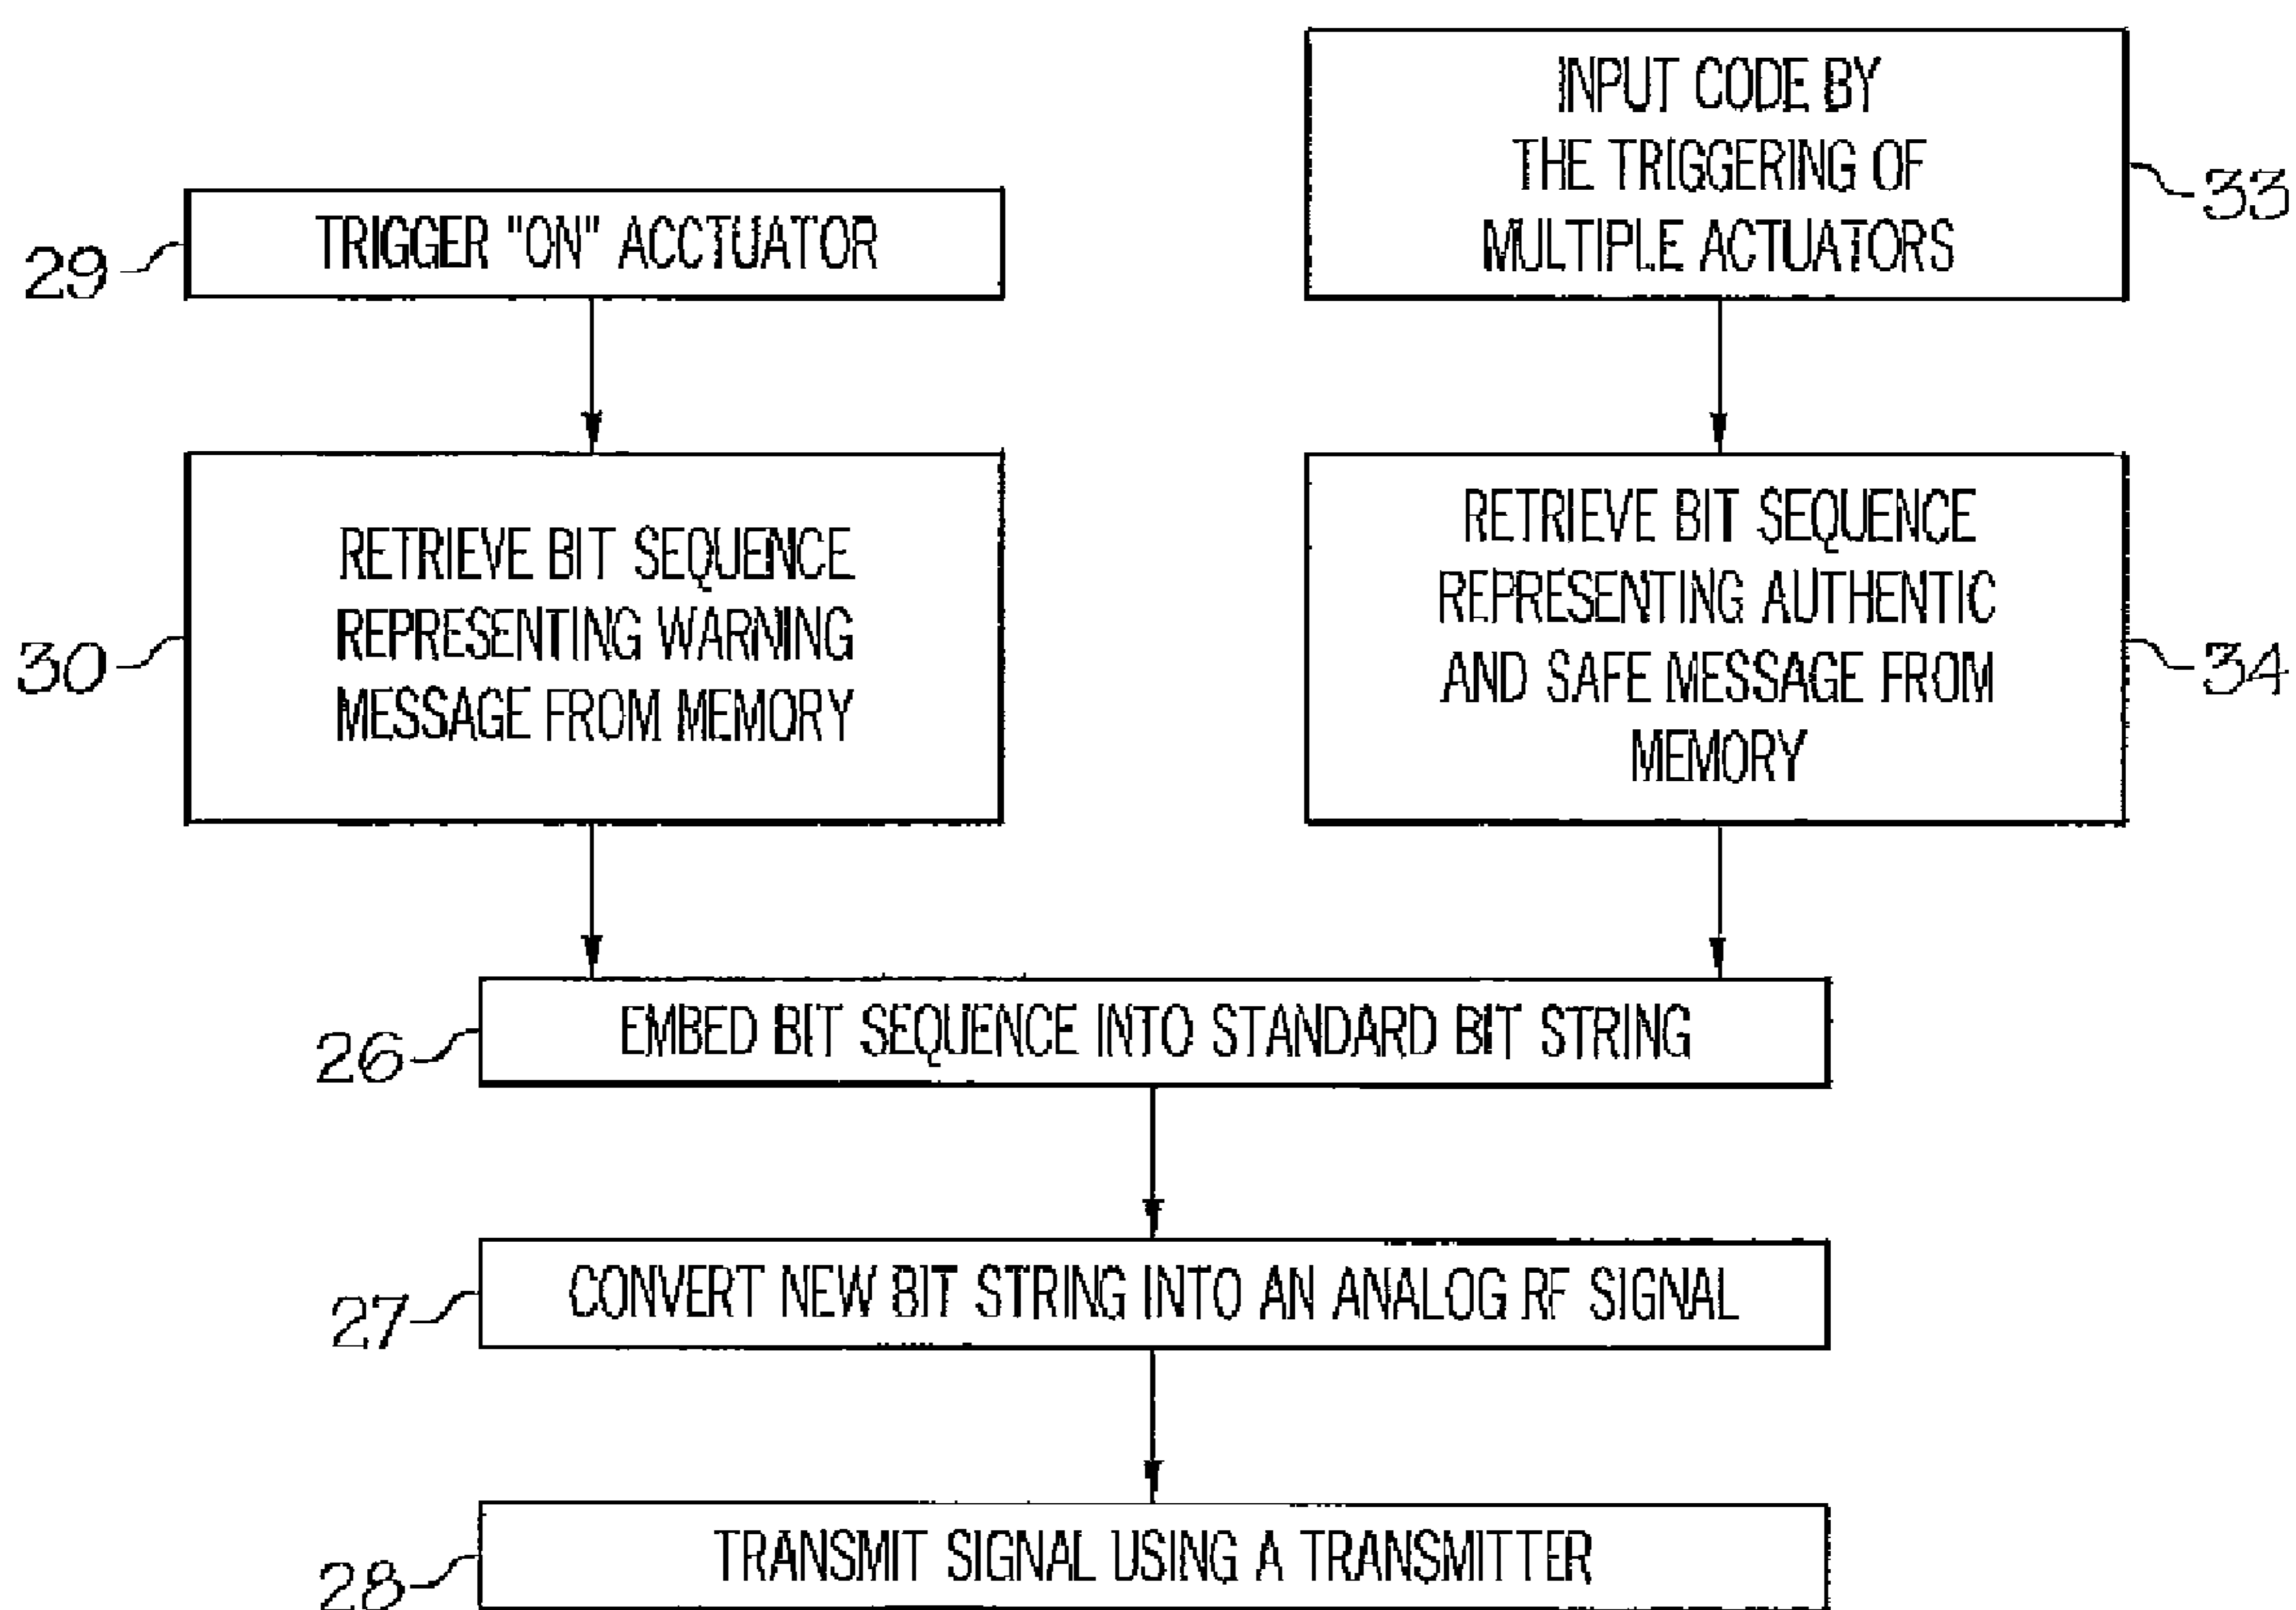 29
TRIGGER "ON" ACCTUATOR
30
RETRIEVE BIT SEQUENCE
REPRESENTING WARNING
MESSAGE FROM MEMORY
INPUT CODE BY
THE TRIGGERING OF
MULTIPLE ACTUATORS
33
RETRIEVE BIT SEQUENCE
REPRESENTING AUTHENTIC
AND SAFE MESSAGE FROM
MEMORY
34
26
EMBED BIT SEQUENCE INTO STANDARD BIT STRING
27
CONVERT NEW BIT STRING INTO AN ANALOG RF SIGNAL
28
TRANSMIT SIGNAL USING A TRANSMITTER